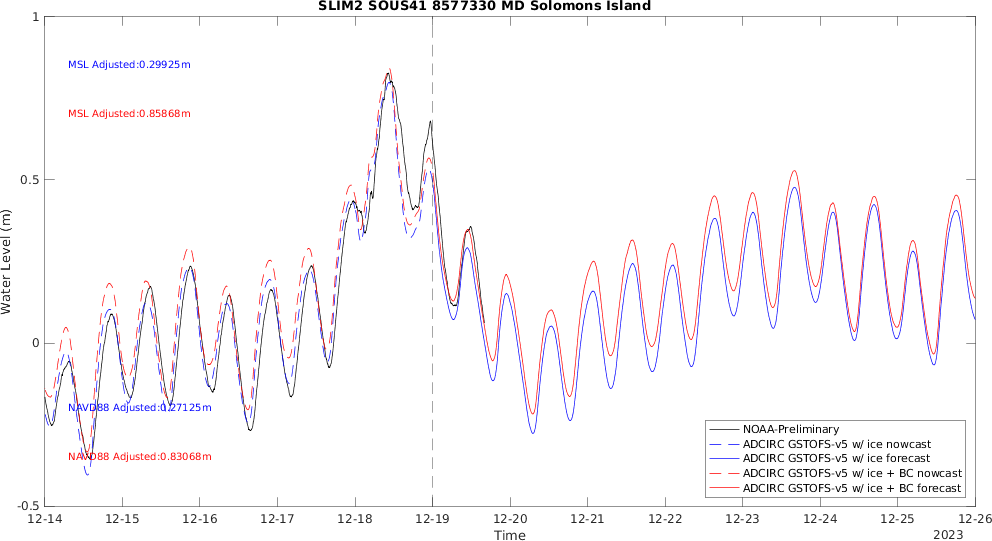 SLIM2 SOUS41 8577330 MD Solomons Island
1
MSL Adjusted:0.29925m
MSL Adjusted:0.85868m
0.5
Water Level (m)
0
NAVD88 Adjusted:0.27125m
NAVD88 Adjusted:0.83068m
-0.5
NOAA-Preliminary
ADCIRC GSTOFS-v5 w/ ice nowcast
ADCIRC GSTOFS-v5 w/ ice forecast
ADCIRC GSTOFS-v5 w/ ice + BC nowcast
ADCIRC GSTOFS-v5 w/ ice + BC forecast
12-14 12-15 12-16 12-17 12-18 12-19 12-20 12-21 12-22 12-23 12-24 12-25 12-26
Time
2023